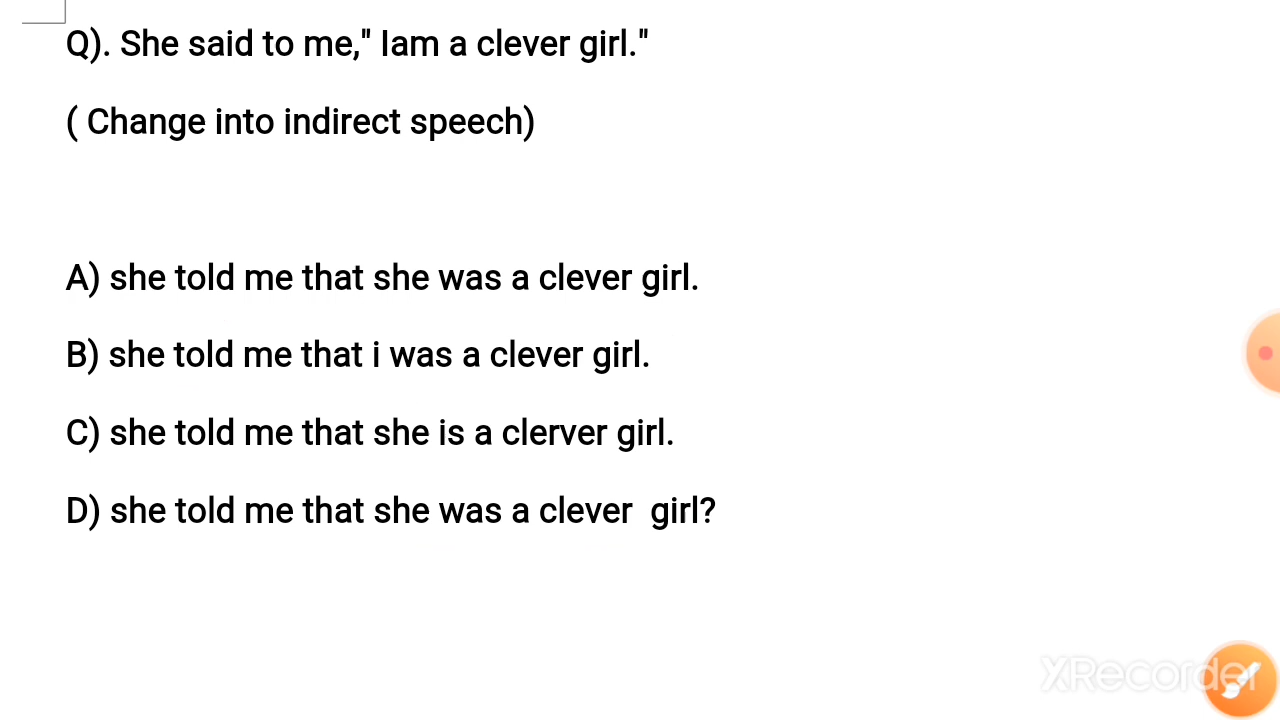 Q). She said to me," Iam a clever girl."
( Change into indirect speech)
A) she told me that she was a clever girl.
B) she told me that i was a clever girl.
C) she told me that she is a clerver girl.
D) she told me that she was a clever  girl?
XRecorder